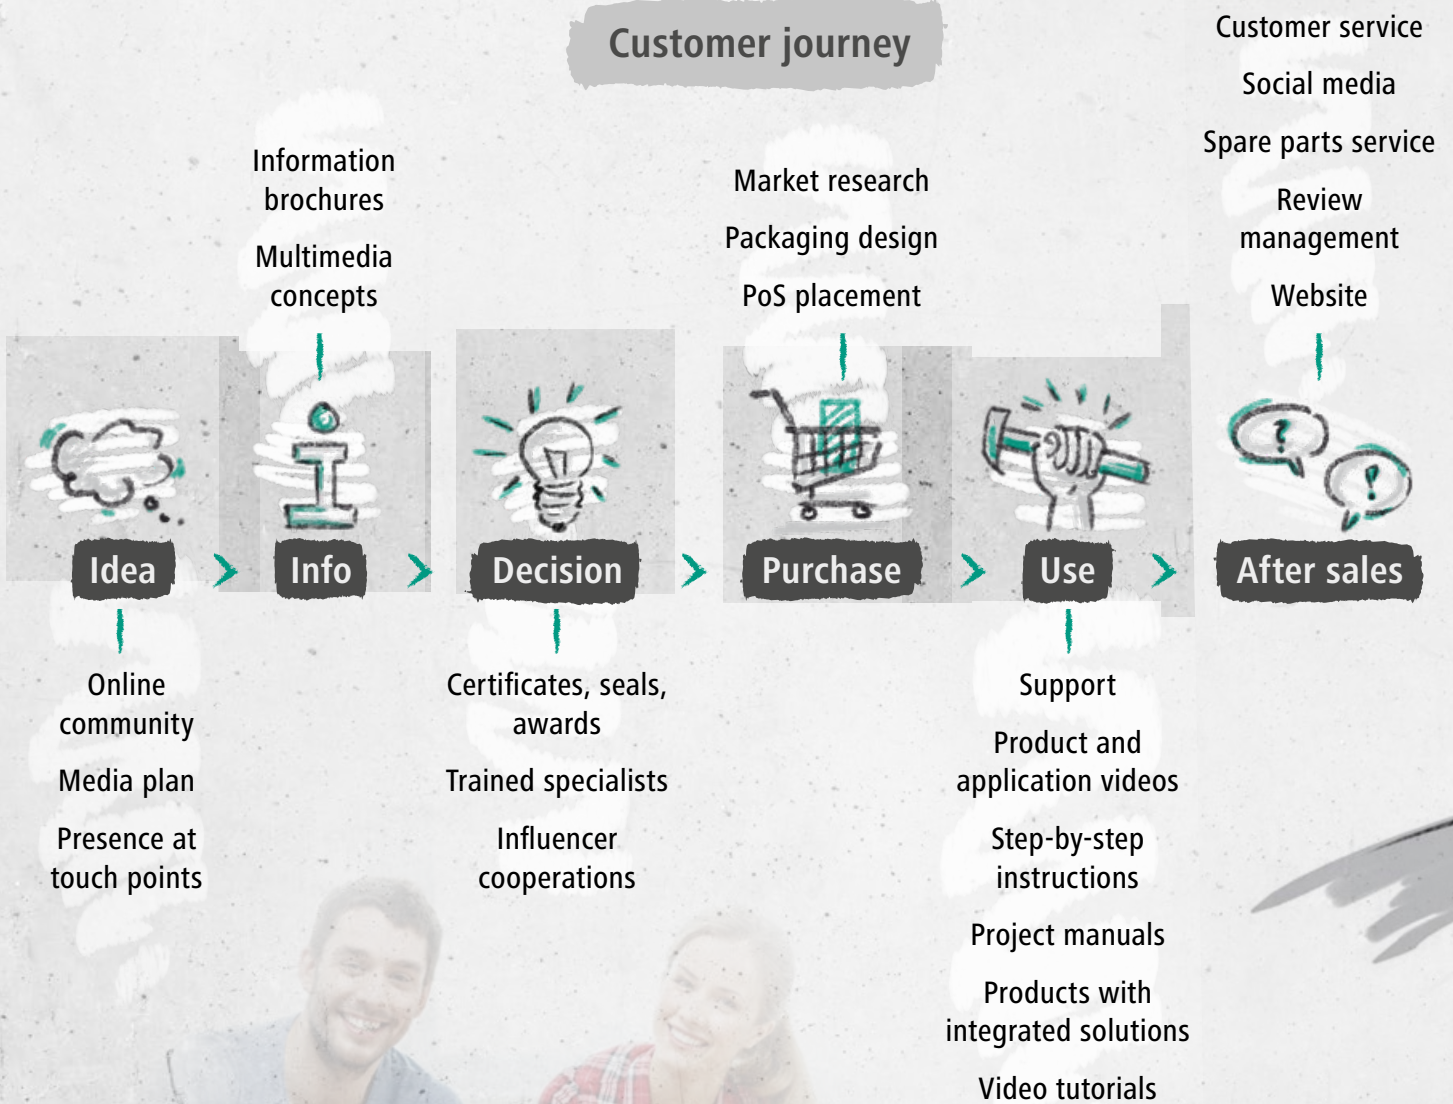 Customer journey
Idea
Online
community
Media plan
Presence at
touch points
Information
brochures
Multimedia
concepts
Info
Decision
Certificates, seals,
awards
Trained specialists
Influencer
cooperations
Market research
Packaging design
PoS placement
Purchase
Use
Support
Product and
application videos
Step-by-step
instructions
Project manuals
Products with
integrated solutions
Video tutorials
Customer service
Social media
Spare parts service
Review
management
Website
?
!
After sales